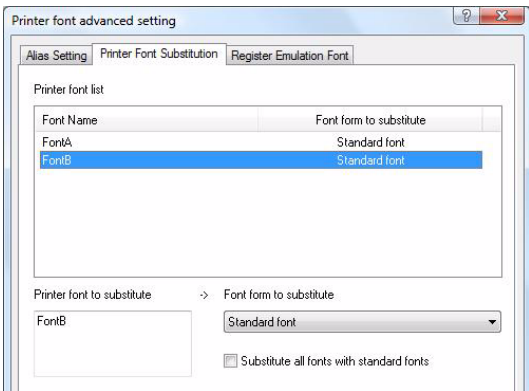 Printer font advanced setting
Alias Setting Printer Font Substitution Register Emulation Font
Printer font list
Font Name Font form to substitute
FontA Standard font
FontB Standard font
Printer font to substitute -> Font form to substitute
FontB Standard font
Substitute all fonts with standard fonts